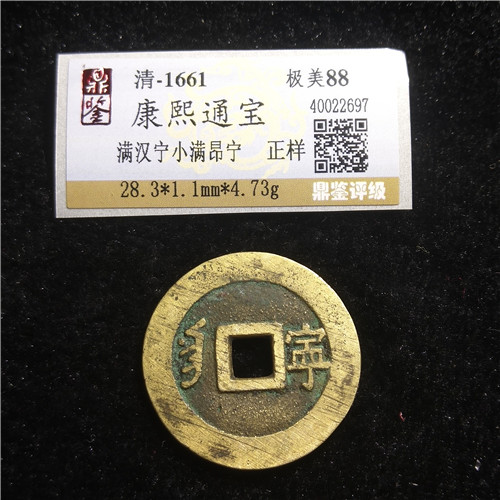 鼎鉴
清-1661 极美88
康熙通宝 40022697
满汉宁小满昂宁 正样
28.3*1.1mm*4.73g 鼎鉴评级
宁